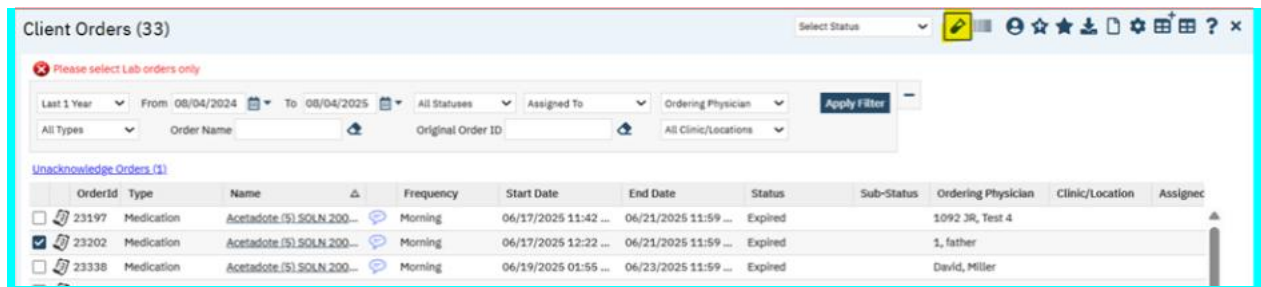 Client Orders (33) Select Status ?
Please select Lab orders only
Last 1 Year From 08/04/2024 To 08/04/2025 All Statuses Assigned To Ordering Physician Apply Filter
All Types Order Name Original Order ID All Clinic/Locations
Unacknowledge Orders (1)
OrderId Type Name Frequency Start Date End Date Status Sub-Status Ordering Physician Clinic/Location Assigned
23197 Medication Acetadote (5) SOLN 200... Morning 06/17/2025 11:42 ... 06/21/2025 11:59 ... Expired 1092 JR, Test 4
23202 Medication Acetadote (5) SOLN 200... Morning 06/17/2025 12:22 ... 06/21/2025 11:59 ... Expired 1, father
23338 Medication Acetadote (5) SOLN 200... Morning 06/19/2025 01:55 ... 06/23/2025 11:59 ... Expired David, Miller